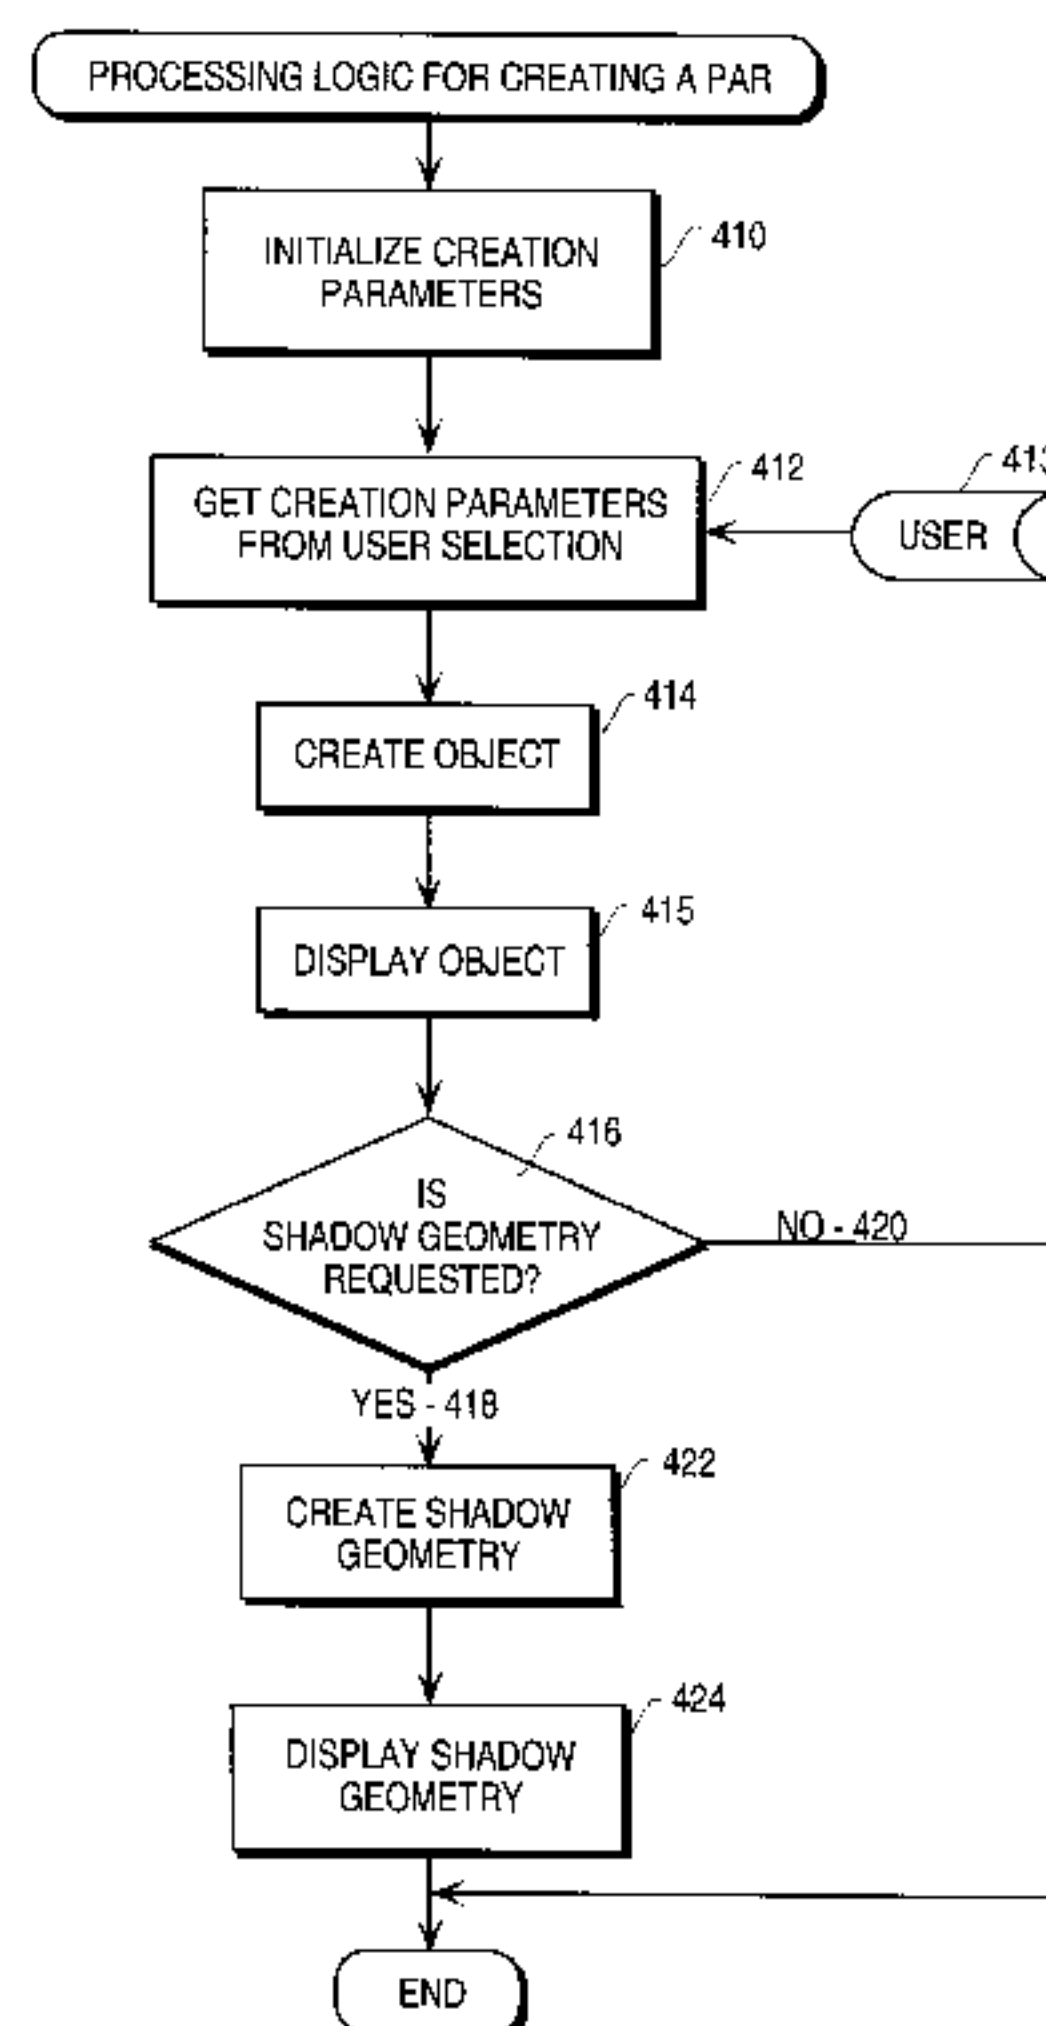 PROCESSING LOGIC FOR CREATING A PAR
INITIALIZE CREATION
PARAMETERS
410
GET CREATION PARAMETERS
FROM USER SELECTION
412
USER
CREATE OBJECT
414
DISPLAY OBJECT
415
IS
SHADOW GEOMETRY
REQUESTED?
416
NO - 420
YES - 418
CREATE SHADOW
GEOMETRY
422
DISPLAY SHADOW
GEOMETRY
424
END